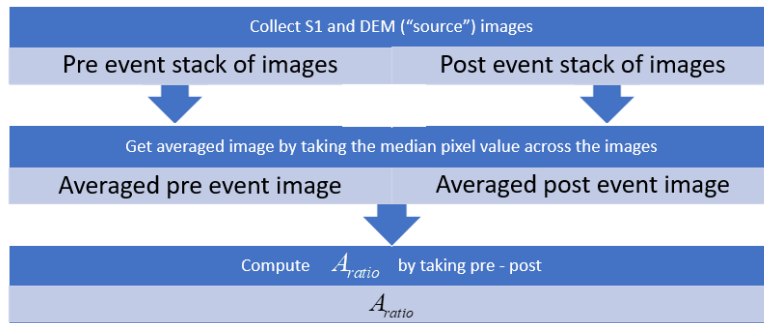 Collect S1 and DEM (“source”) images
Pre event stack of images Post event stack of images
Get averaged image by taking the median pixel value across the images
Averaged pre event image Averaged post event image
Compute A_ratio by taking pre - post
A_ratio